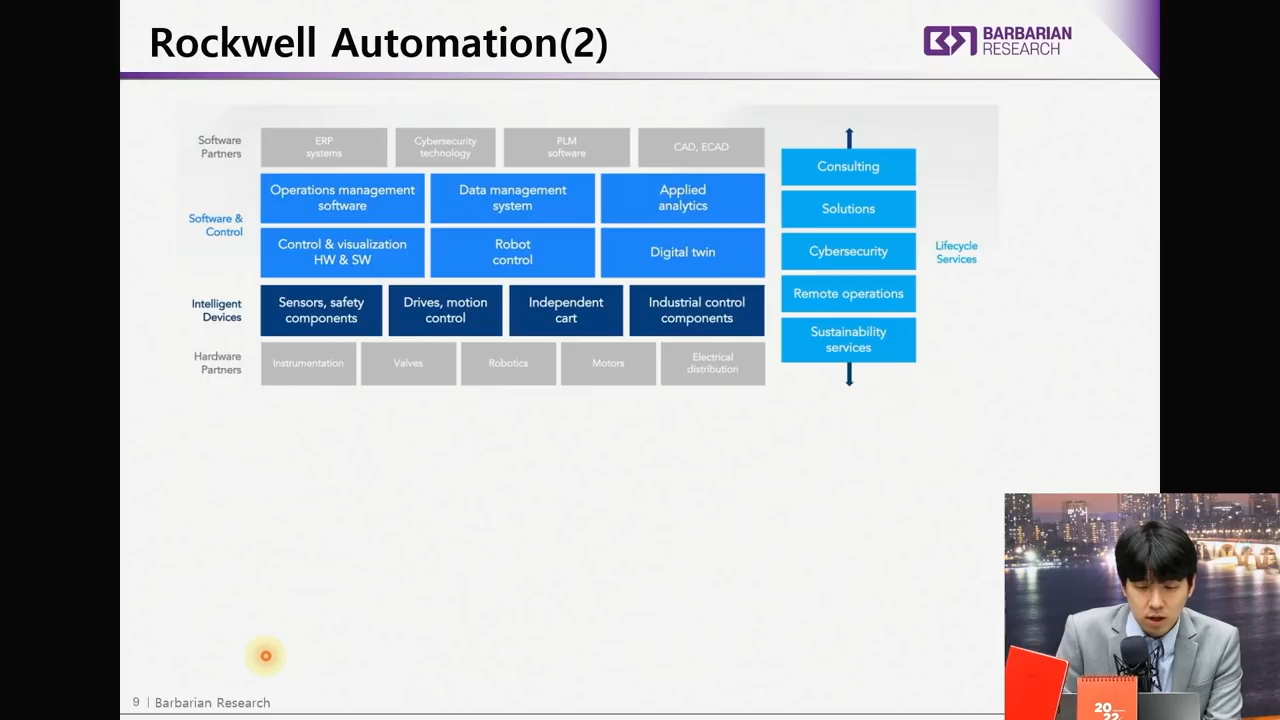 Rockwell Automation(2)
BARBARIAN
RESEARCH
Software
Partners
ERP
systems
Cybersecurity
technology
PLM
software
CAD, ECAD
Software &
Control
Operations management
software
Data management
system
Applied
analytics
Control & visualization
HW & SW
Robot
control
Digital twin
Intelligent
Devices
Sensors, safety
components
Drives, motion
control
Independent
cart
Industrial control
components
Hardware
Partners
Instrumentation
Valves
Robotics
Motors
Electrical
distribution
Consulting
Solutions
Cybersecurity
Remote operations
Sustainability
services
Lifecycle
Services
9 | Barbarian Research
20
22